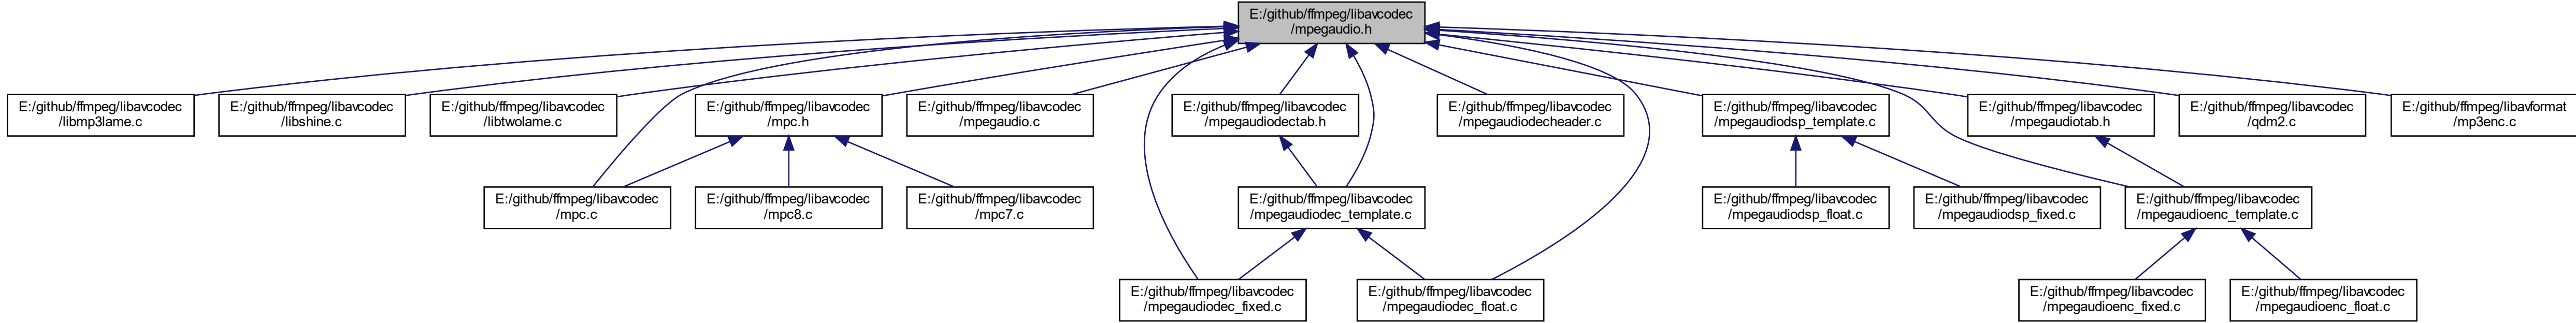 E:/github/ffmpeg/libavcodec
/mpegaudio.h
E:/github/ffmpeg/libavcodec
/libmp3lame.c
E:/github/ffmpeg/libavcodec
/libshine.c
E:/github/ffmpeg/libavcodec
/libtwolame.c
E:/github/ffmpeg/libavcodec
/mpc.h
E:/github/ffmpeg/libavcodec
/mpegaudio.c
E:/github/ffmpeg/libavcodec
/mpegaudiodectab.h
E:/github/ffmpeg/libavcodec
/mpegaudiodecheader.c
E:/github/ffmpeg/libavcodec
/mpegaudiodsp_template.c
E:/github/ffmpeg/libavcodec
/mpegaudiotab.h
E:/github/ffmpeg/libavcodec
/qdm2.c
E:/github/ffmpeg/libavformat
/mp3enc.c
E:/github/ffmpeg/libavcodec
/mpc.c
E:/github/ffmpeg/libavcodec
/mpc8.c
E:/github/ffmpeg/libavcodec
/mpc7.c
E:/github/ffmpeg/libavcodec
/mpegaudiodec_template.c
E:/github/ffmpeg/libavcodec
/mpegaudiodsp_float.c
E:/github/ffmpeg/libavcodec
/mpegaudiodsp_fixed.c
E:/github/ffmpeg/libavcodec
/mpegaudioenc_template.c
E:/github/ffmpeg/libavcodec
/mpegaudiodec_fixed.c
E:/github/ffmpeg/libavcodec
/mpegaudiodec_float.c
E:/github/ffmpeg/libavcodec
/mpegaudioenc_fixed.c
E:/github/ffmpeg/libavcodec
/mpegaudioenc_float.c